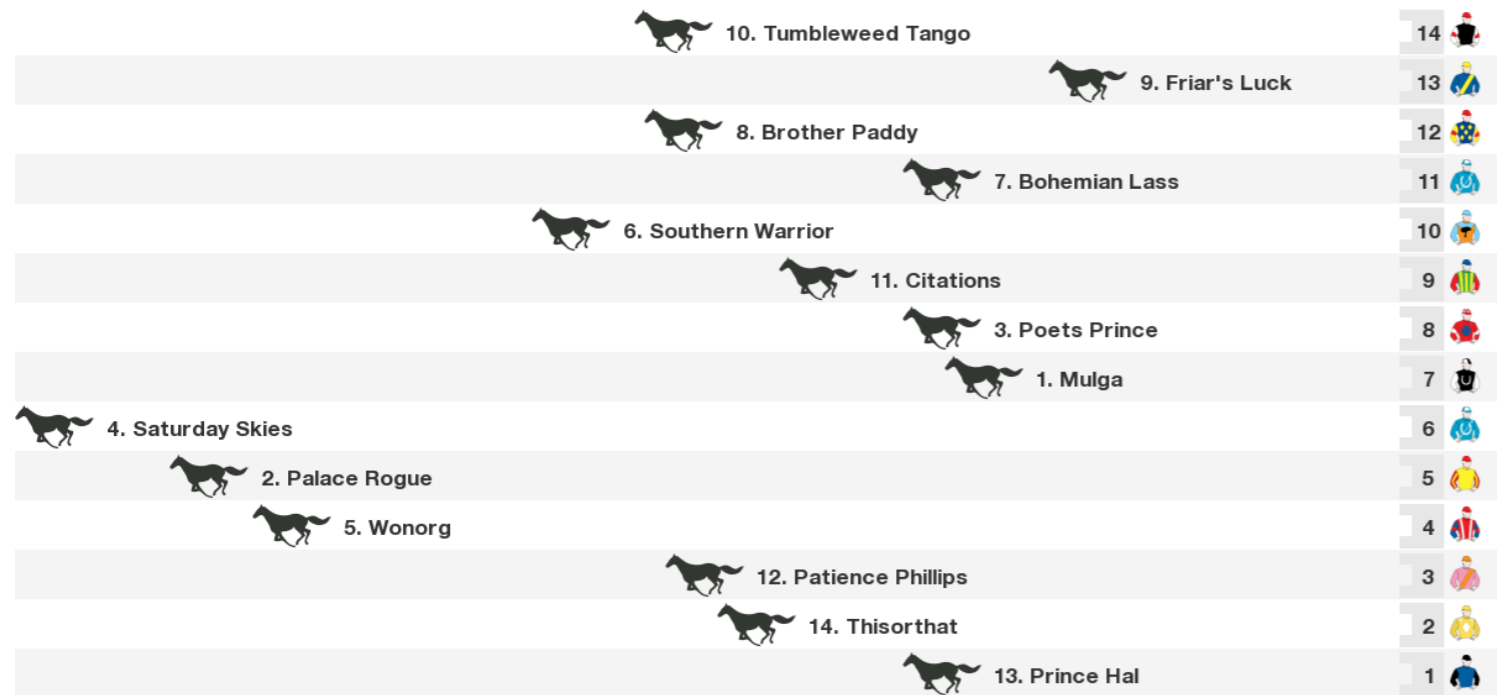 10. Tumbleweed Tango 14
9. Friar's Luck 13
8. Brother Paddy 12
7. Bohemian Lass 11
6. Southern Warrior 10
11. Citations 9
3. Poets Prince 8
1. Mulga 7
4. Saturday Skies 6
2. Palace Rogue 5
5. Wonorg 4
12. Patience Phillips 3
14. Thisorthat 2
13. Prince Hal 1